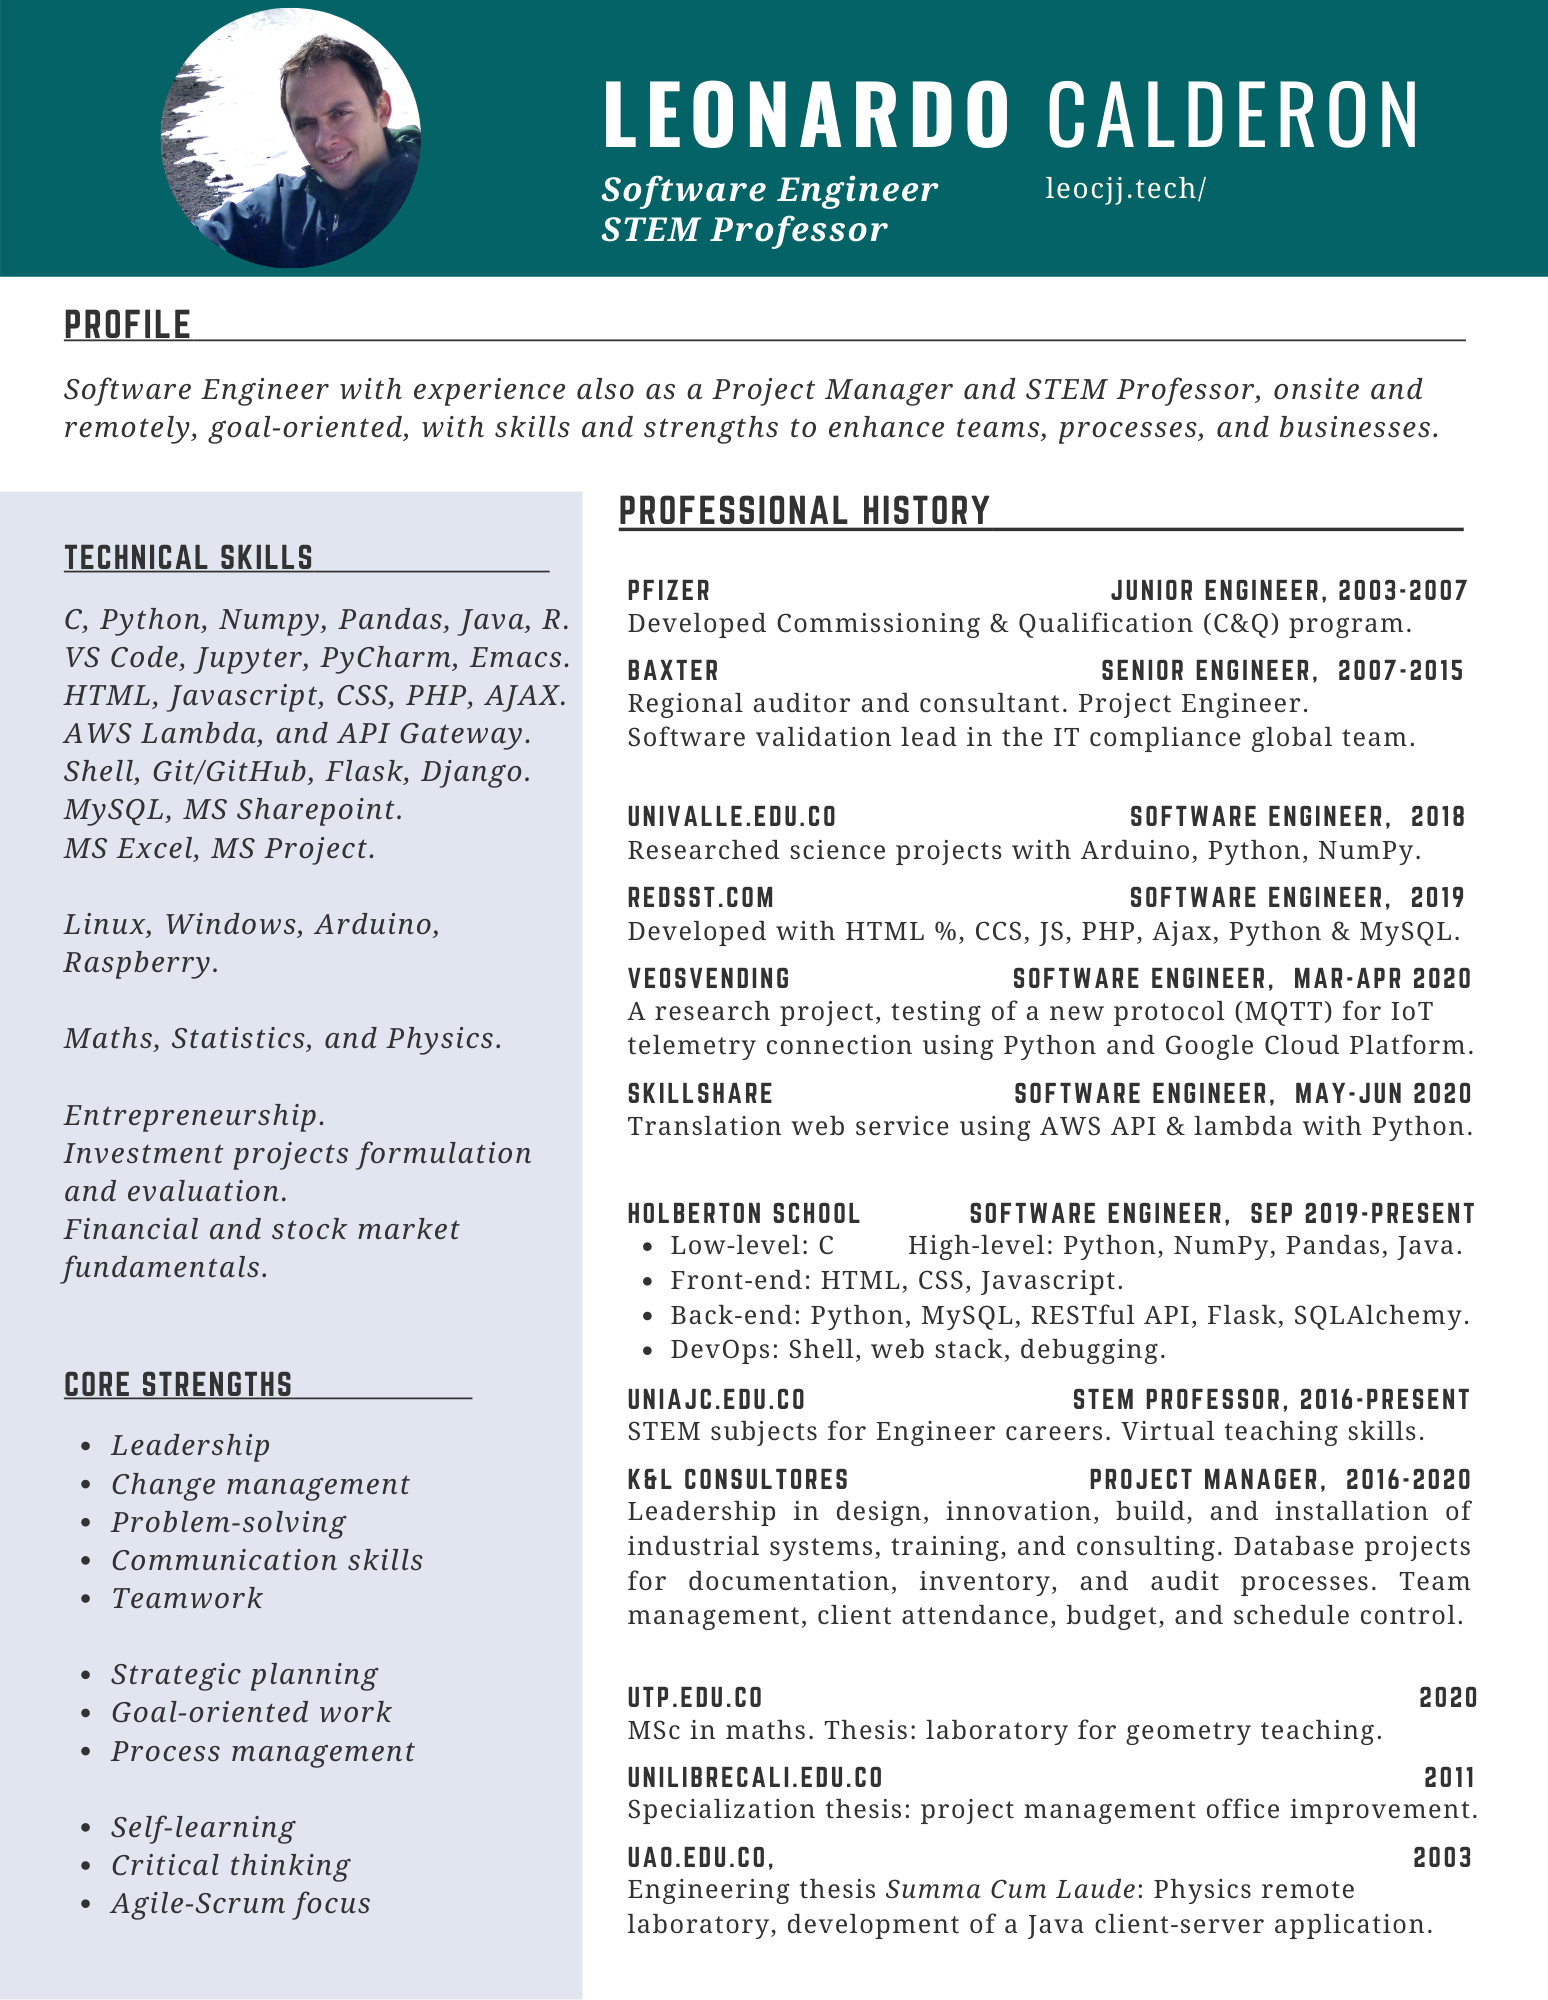 LEONARDO CALDERON
Software Engineer
leocjj.tech/
STEM Professor
PROFILE
Software Engineer with experience also as a Project Manager and STEM Professor, onsite and
remotely, goal-oriented, with skills and strengths to enhance teams, processes, and businesses.
TECHNICAL SKILLS
C, Python, Numpy, Pandas, Java, R.
VS Code, Jupyter, PyCharm, Emacs.
HTML, Javascript, CSS, PHP, AJAX.
AWS Lambda, and API Gateway.
Shell, Git/GitHub, Flask, Django.
MySQL, MS Sharepoint.
MS Excel, MS Project.
Linux, Windows, Arduino,
Raspberry.
Maths, Statistics, and Physics.
Entrepreneurship.
Investment projects formulation
and evaluation.
Financial and stock market
fundamentals.
CORE STRENGTHS
• Leadership
• Change management
• Problem-solving
• Communication skills
• Teamwork
• Strategic planning
• Goal-oriented work
• Process management
• Self-learning
• Critical thinking
• Agile-Scrum focus
PROFESSIONAL HISTORY
PFIZER JUNIOR ENGINEER, 2003-2007
Developed Commissioning & Qualification (C&Q) program.
BAXTER SENIOR ENGINEER, 2007-2015
Regional auditor and consultant. Project Engineer.
Software validation lead in the IT compliance global team.
UNIVALLE.EDU.CO SOFTWARE ENGINEER, 2018
Researched science projects with Arduino, Python, NumPy.
REDSST.COM SOFTWARE ENGINEER, 2019
Developed with HTML %, CCS, JS, PHP, Ajax, Python & MySQL.
VEOSVENDING SOFTWARE ENGINEER, MAR-APR 2020
A research project, testing of a new protocol (MQTT) for IoT
telemetry connection using Python and Google Cloud Platform.
SKILLSHARE SOFTWARE ENGINEER, MAY-JUN 2020
Translation web service using AWS API & lambda with Python.
HOLBERTON SCHOOL SOFTWARE ENGINEER, SEP 2019-PRESENT
• Low-level: C High-level: Python, NumPy, Pandas, Java.
• Front-end: HTML, CSS, Javascript.
• Back-end: Python, MySQL, RESTful API, Flask, SQLAlchemy.
• DevOps: Shell, web stack, debugging.
UNIAJC.EDU.CO STEM PROFESSOR, 2016-PRESENT
STEM subjects for Engineer careers. Virtual teaching skills.
K&L CONSULTORES PROJECT MANAGER, 2016-2020
Leadership in design, innovation, build, and installation of
industrial systems, training, and consulting. Database projects
for documentation, inventory, and audit processes. Team
management, client attendance, budget, and schedule control.
UTP.EDU.CO 2020
MSc in maths. Thesis: laboratory for geometry teaching.
UNILIBRECALI.EDU.CO 2011
Specialization thesis: project management office improvement.
UAO.EDU.CO, 2003
Engineering thesis Summa Cum Laude: Physics remote
laboratory, development of a Java client-server application.